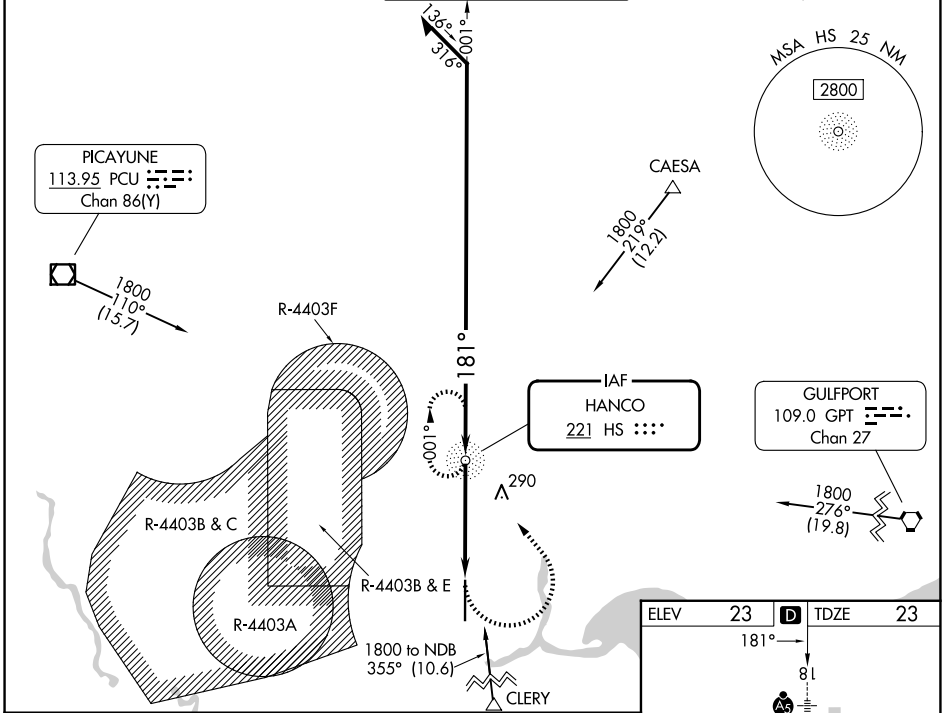 136°
316°
001°
MSA HS 25 NM
2800
PICAYUNE
113.95 PCU
Chan 86(Y)
CAESA
1800
219°
(12.2)
1800
110°
(15.7)
R-4403F
181°
IAF
HANCO
221 HS
GULFPORT
109.0 GPT
Chan 27
001°
290
1800
276°
(19.8)
R-4403B & C
R-4403B & E
R-4403A
1800 to NDB
355° (10.6)
CLERY
ELEV 23 D TDZE 23
181°
18
A5